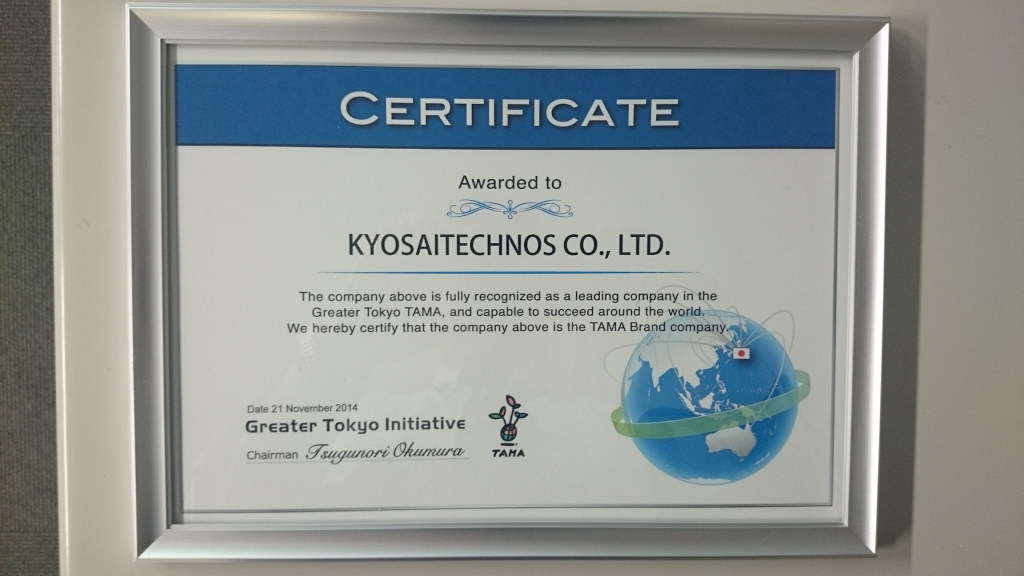 CERTIFICATE
Awarded to
KYOSAITECHNOS CO., LTD.
The company above is fully recognized as a leading company in the
Greater Tokyo TAMA, and capable to succeed around the world.
We hereby certify that the company above is the TAMA Brand company.
Date 21 November 2014
Greater Tokyo Initiative
Chairman Tsugunori Okumura
TAMA